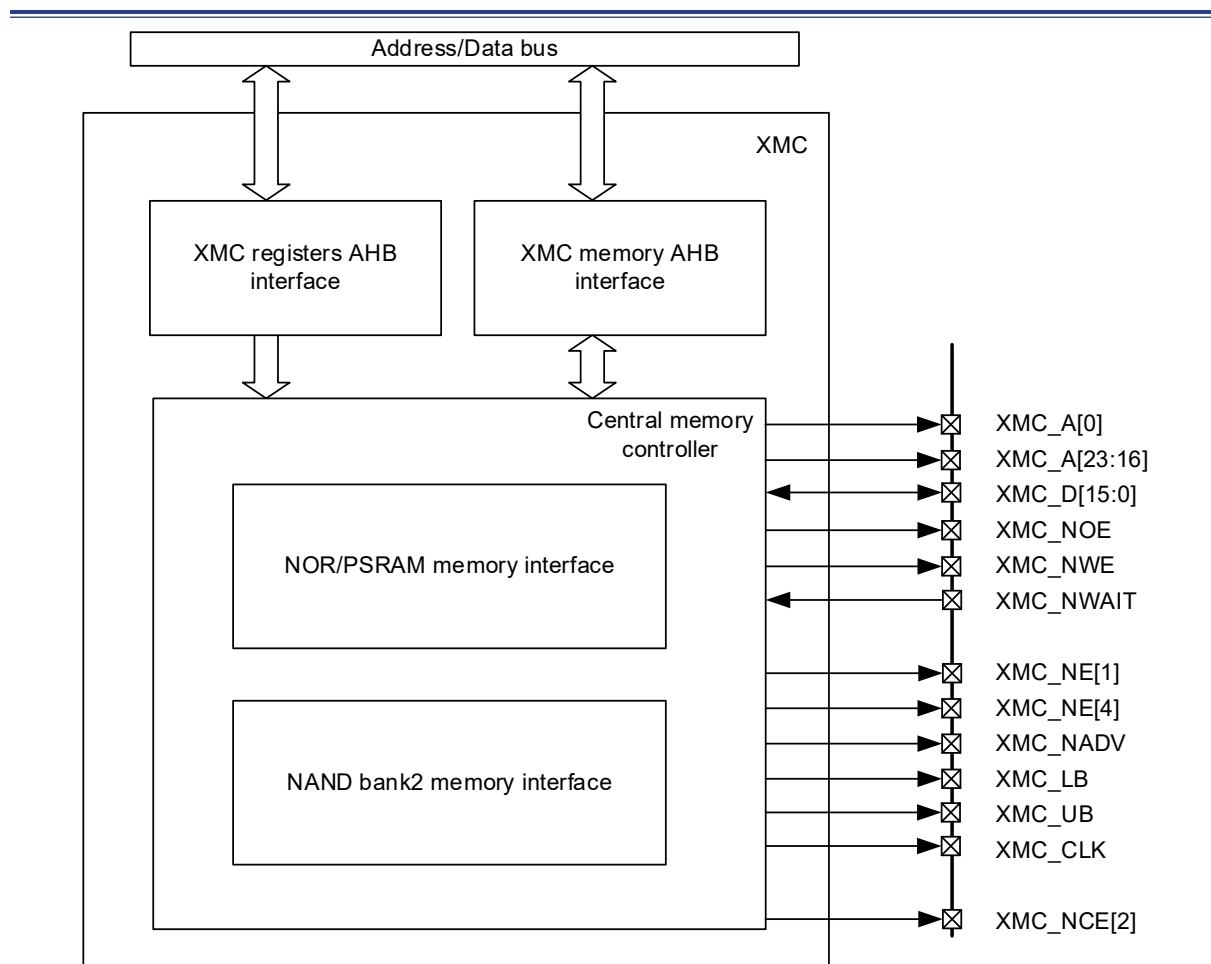 Address/Data bus
XMC
XMC registers AHB
interface
XMC memory AHB
interface
Central memory
controller
NOR/PSRAM memory interface
NAND bank2 memory interface
XMC_A[0]
XMC_A[23:16]
XMC_D[15:0]
XMC_NOE
XMC_NWE
XMC_NWAIT
XMC_NE[1]
XMC_NE[4]
XMC_NADV
XMC_LB
XMC_UB
XMC_CLK
XMC_NCE[2]